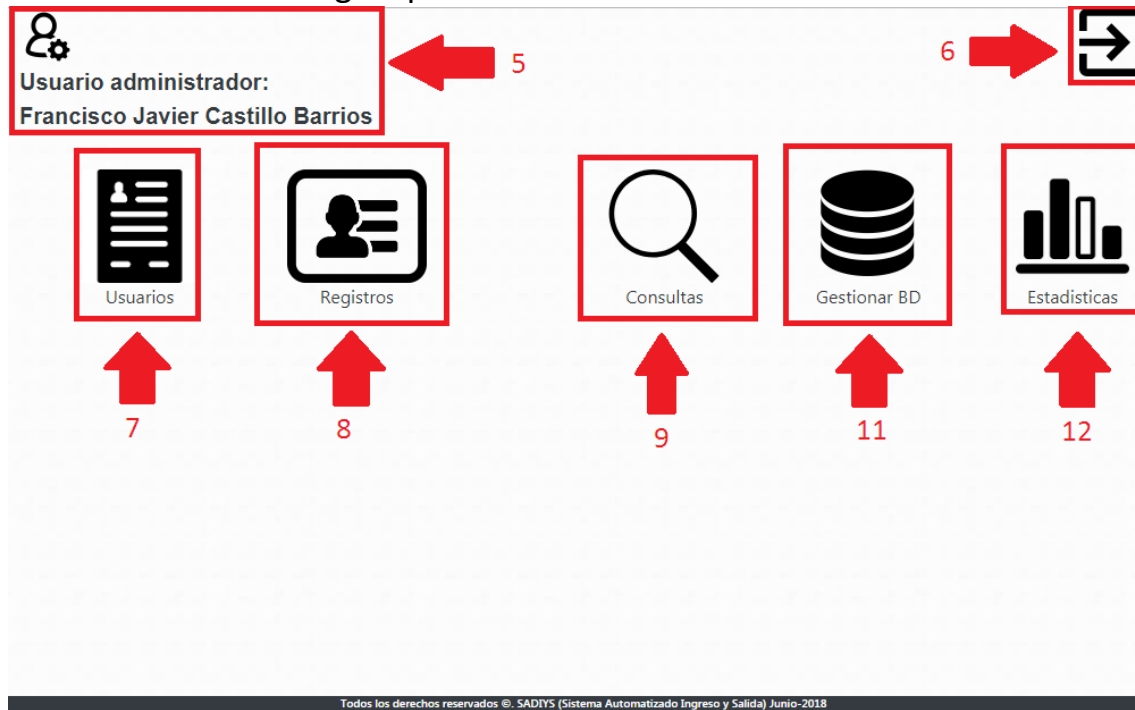 5
6
Usuario administrador:
Francisco Javier Castillo Barrios
Usuarios
Registros
Consultas
Gestionar BD
Estadisticas
7
8
9
11
12
Todos los derechos reservados ©. SADIYS (Sistema Automatizado Ingreso y Salida) Junio-2018